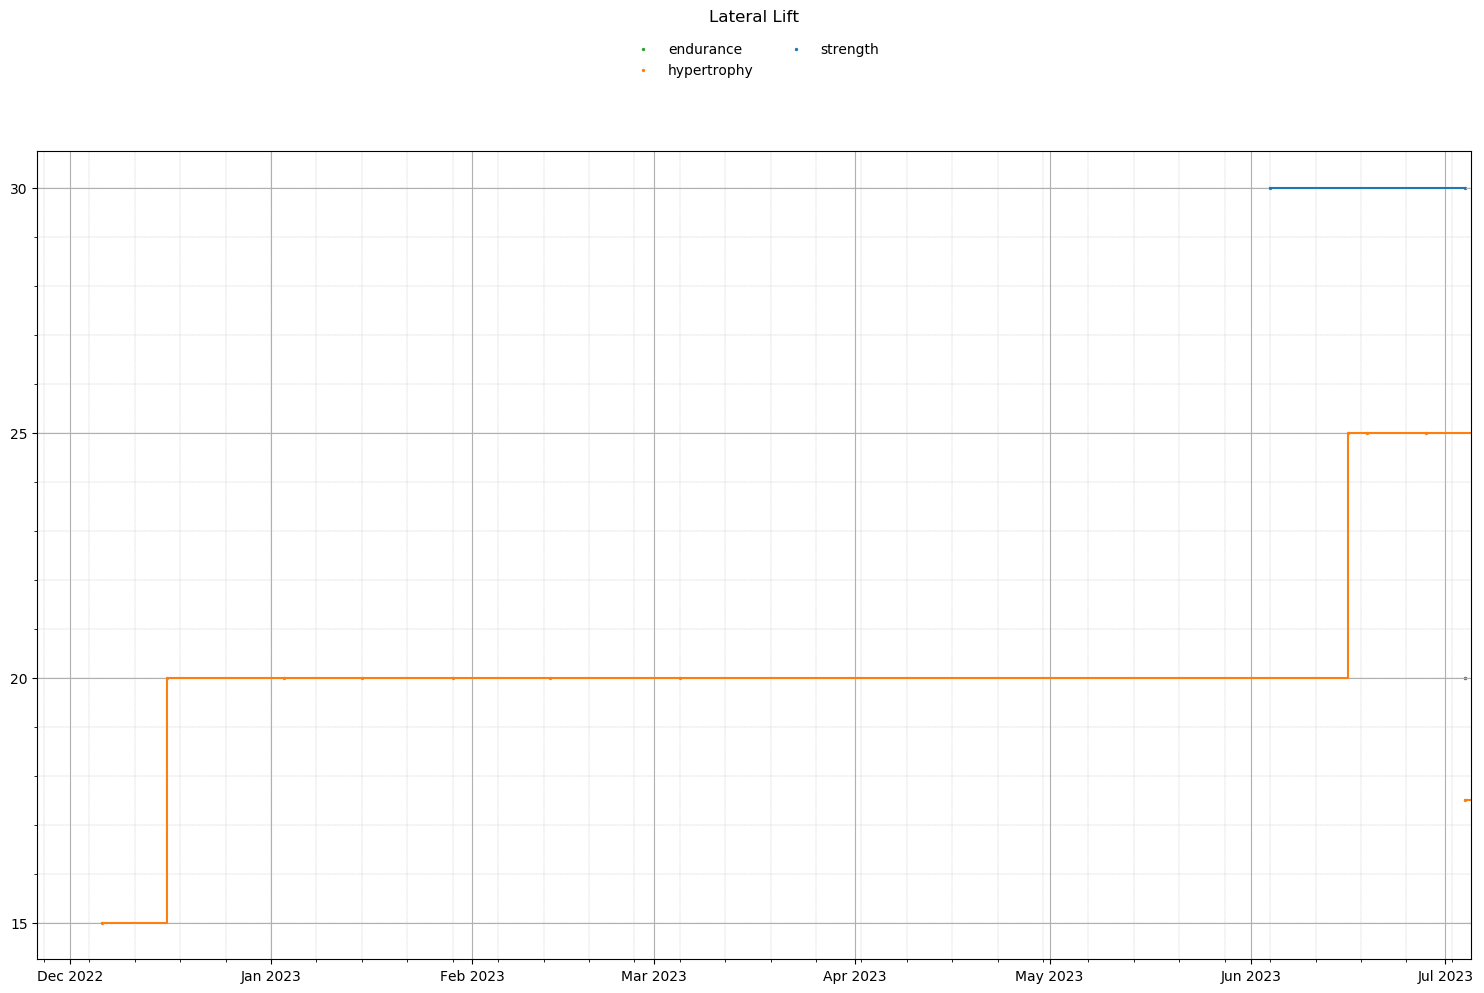 Lateral Lift
endurance
hypertrophy
strength
30
25
20
15
Dec 2022
Jan 2023
Feb 2023
Mar 2023
Apr 2023
May 2023
Jun 2023
Jul 2023